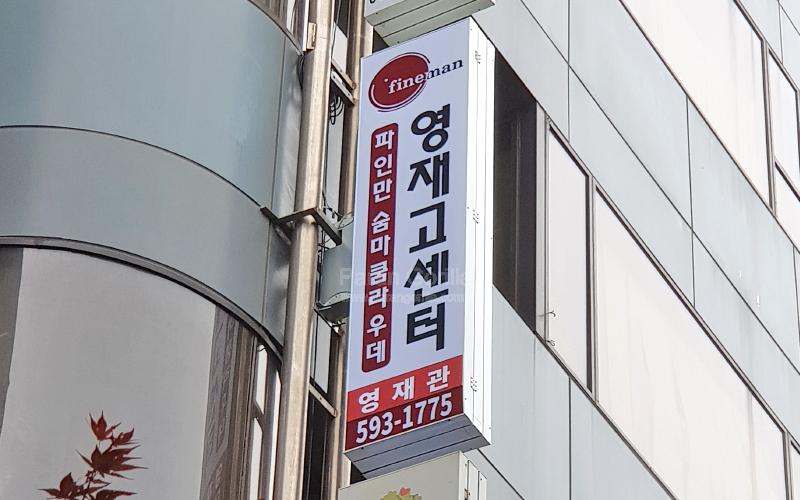 fineman
영재고센터
파인만 숨마쿰라우데
영재관
593-1775